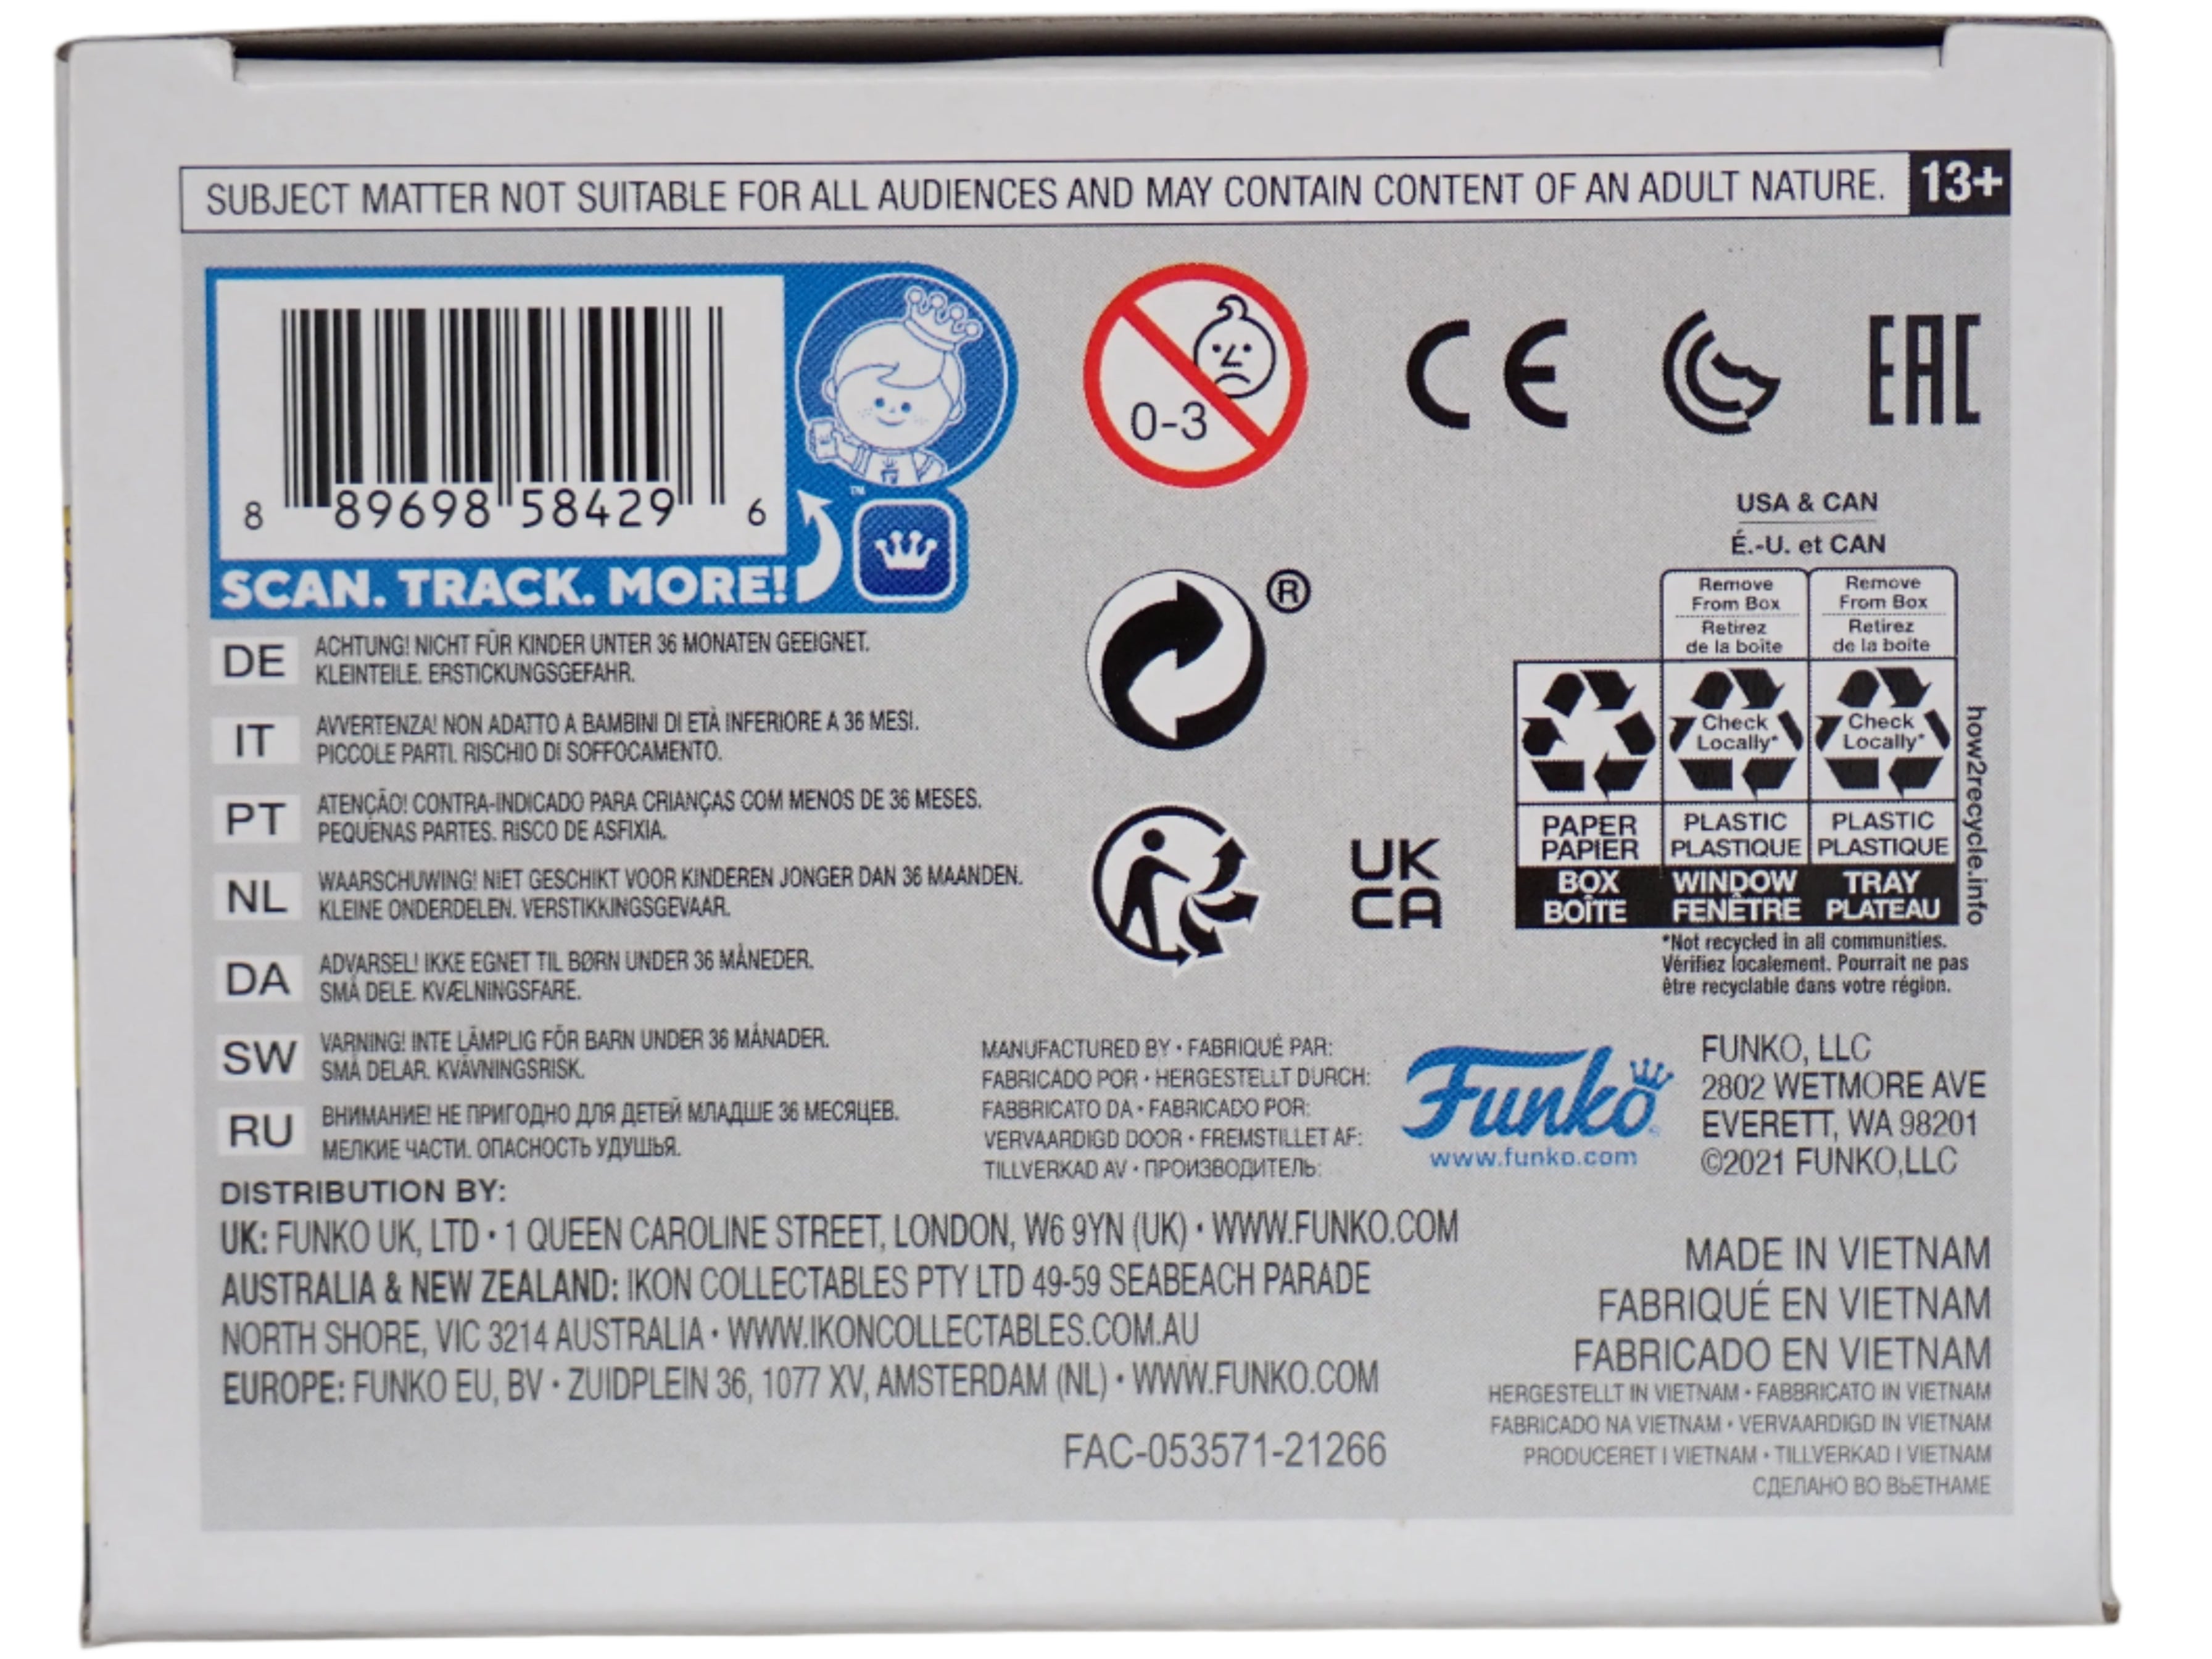 SUBJECT MATTER NOT SUITABLE FOR ALL AUDIENCES AND MAY CONTAIN CONTENT OF AN ADULT NATURE. 13+
8 89698 58429 6
™
SCAN. TRACK. MORE!
0-3
CE
EAC
USA & CAN
É.-U. et CAN
Remove
From Box
Retirez
de la boîte
Remove
From Box
Retirez
de la boîte
Check
Locally*
Check
Locally*
PAPER
PAPIER
PLASTIC
PLASTIQUE
PLASTIC
PLASTIQUE
BOX
BOÎTE
WINDOW
FENÊTRE
TRAY
PLATEAU
how2recycle.info
*Not recycled in all communities.
Vérifiez localement. Pourrait ne pas
être recyclable dans votre région.
®
UK
CA
DE ACHTUNG! NICHT FÜR KINDER UNTER 36 MONATEN GEEIGNET.
KLEINTEILE. ERSTICKUNGSGEFAHR.
IT AVVERTENZA! NON ADATTO A BAMBINI DI ETÀ INFERIORE A 36 MESI.
PICCOLE PARTI. RISCHIO DI SOFFOCAMENTO.
PT ATENÇÃO! CONTRA-INDICADO PARA CRIANÇAS COM MENOS DE 36 MESES.
PEQUENAS PARTES. RISCO DE ASFIXIA.
NL WAARSCHUWING! NIET GESCHIKT VOOR KINDEREN JONGER DAN 36 MAANDEN.
KLEINE ONDERDELEN. VERSTIKKINGSGEVAAR.
DA ADVARSEL! IKKE EGNET TIL BØRN UNDER 36 MÅNEDER.
SMÅ DELE. KVÆLNINGSFARE.
SW VARNING! INTE LÄMPLIG FÖR BARN UNDER 36 MÅNADER.
SMÅ DELAR. KVÄVNINGSRISK.
RU ВНИМАНИЕ! НЕ ПРИГОДНО ДЛЯ ДЕТЕЙ МЛАДШЕ 36 МЕСЯЦЕВ.
МЕЛКИЕ ЧАСТИ. ОПАСНОСТЬ УДУШЬЯ.
MANUFACTURED BY • FABRIQUÉ PAR:
FABRICADO POR • HERGESTELLT DURCH:
FABBRICATO DA • FABRICADO POR:
VERVAARDIGD DOOR • FREMSTILLET AF:
TILLVERKAD AV • ПРОИЗВОДИТЕЛЬ:
Funko
www.funko.com
FUNKO, LLC
2802 WETMORE AVE
EVERETT, WA 98201
©2021 FUNKO,LLC
DISTRIBUTION BY:
UK: FUNKO UK, LTD • 1 QUEEN CAROLINE STREET, LONDON, W6 9YN (UK) • WWW.FUNKO.COM
AUSTRALIA & NEW ZEALAND: IKON COLLECTABLES PTY LTD 49-59 SEABEACH PARADE
NORTH SHORE, VIC 3214 AUSTRALIA • WWW.IKONCOLLECTABLES.COM.AU
EUROPE: FUNKO EU, BV • ZUIDPLEIN 36, 1077 XV, AMSTERDAM (NL) • WWW.FUNKO.COM
FAC-053571-21266
MADE IN VIETNAM
FABRIQUÉ EN VIETNAM
FABRICADO EN VIETNAM
HERGESTELLT IN VIETNAM • FABBRICATO IN VIETNAM
FABRICADO NA VIETNAM • VERVAARDIGD IN VIETNAM
PRODUCERET I VIETNAM • TILLVERKAD I VIETNAM
СДЕЛАНО ВО ВЬЕТНАМЕ